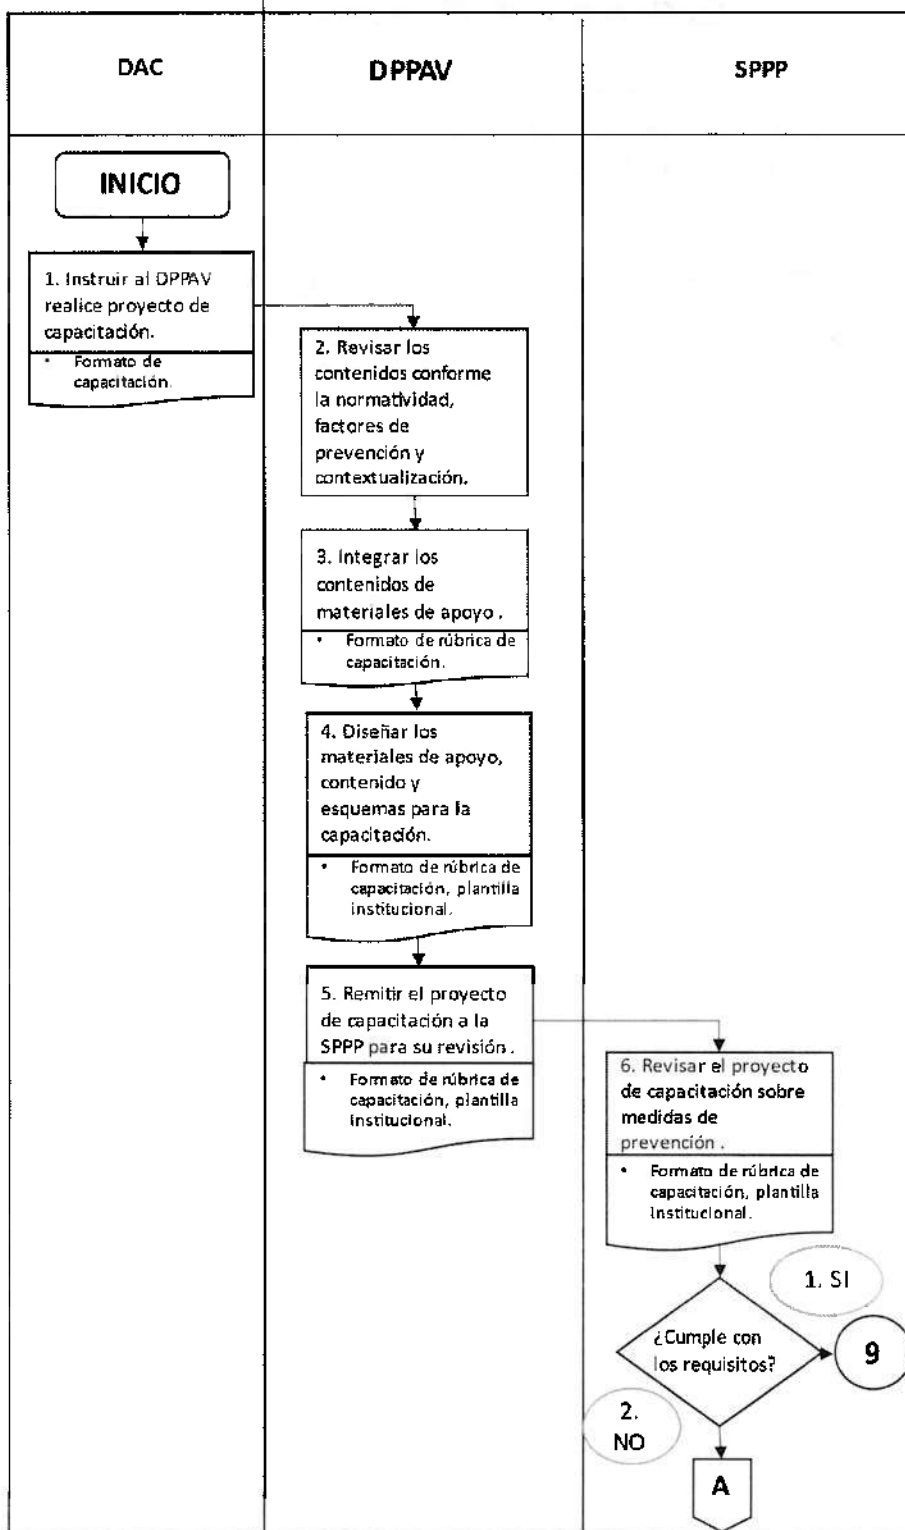 DAC
DPPAV
SPPP
INICIO
1. Instruir al DPPAV
realice proyecto de
capacitación.
• Formato de
capacitación.
2. Revisar los
contenidos conforme
la normatividad,
factores de
prevención y
contextualización.
3. Integrar los
contenidos de
materiales de apoyo .
• Formato de rúbrica de
capacitación.
4. Diseñar los
materiales de apoyo,
contenido y
esquemas para la
capacitación.
• Formato de rúbrica de
capacitación, plantilla
institucional.
5. Remitir el proyecto
de capacitación a la
SPPP para su revisión .
• Formato de rúbrica de
capacitación, plantilla
institucional.
6. Revisar el proyecto
de capacitación sobre
medidas de
prevención .
• Formato de rúbrica de
capacitación, plantilla
institucional.
1. SI
¿Cumple con
los requisitos?
9
2.
NO
A